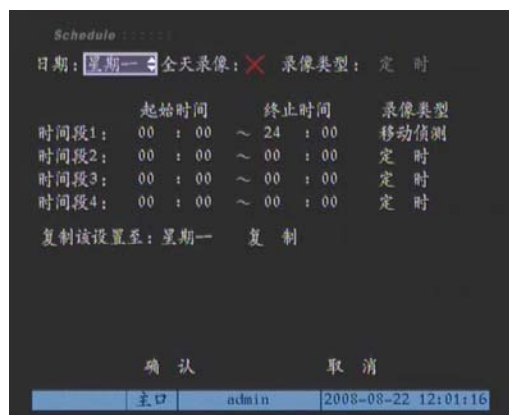 Schedule ::::::
日期：星期一 全天录像： 录像类型： 定 时
起始时间 终止时间 录像类型
时间段1： 00 : 00 ～ 24 : 00 移动侦测
时间段2： 00 : 00 ～ 00 : 00 定 时
时间段3： 00 : 00 ～ 00 : 00 定 时
时间段4： 00 : 00 ～ 00 : 00 定 时
复制该设置至：星期一 复 制
确 认 取 消
主口 admin 2008-08-22 12:01:16